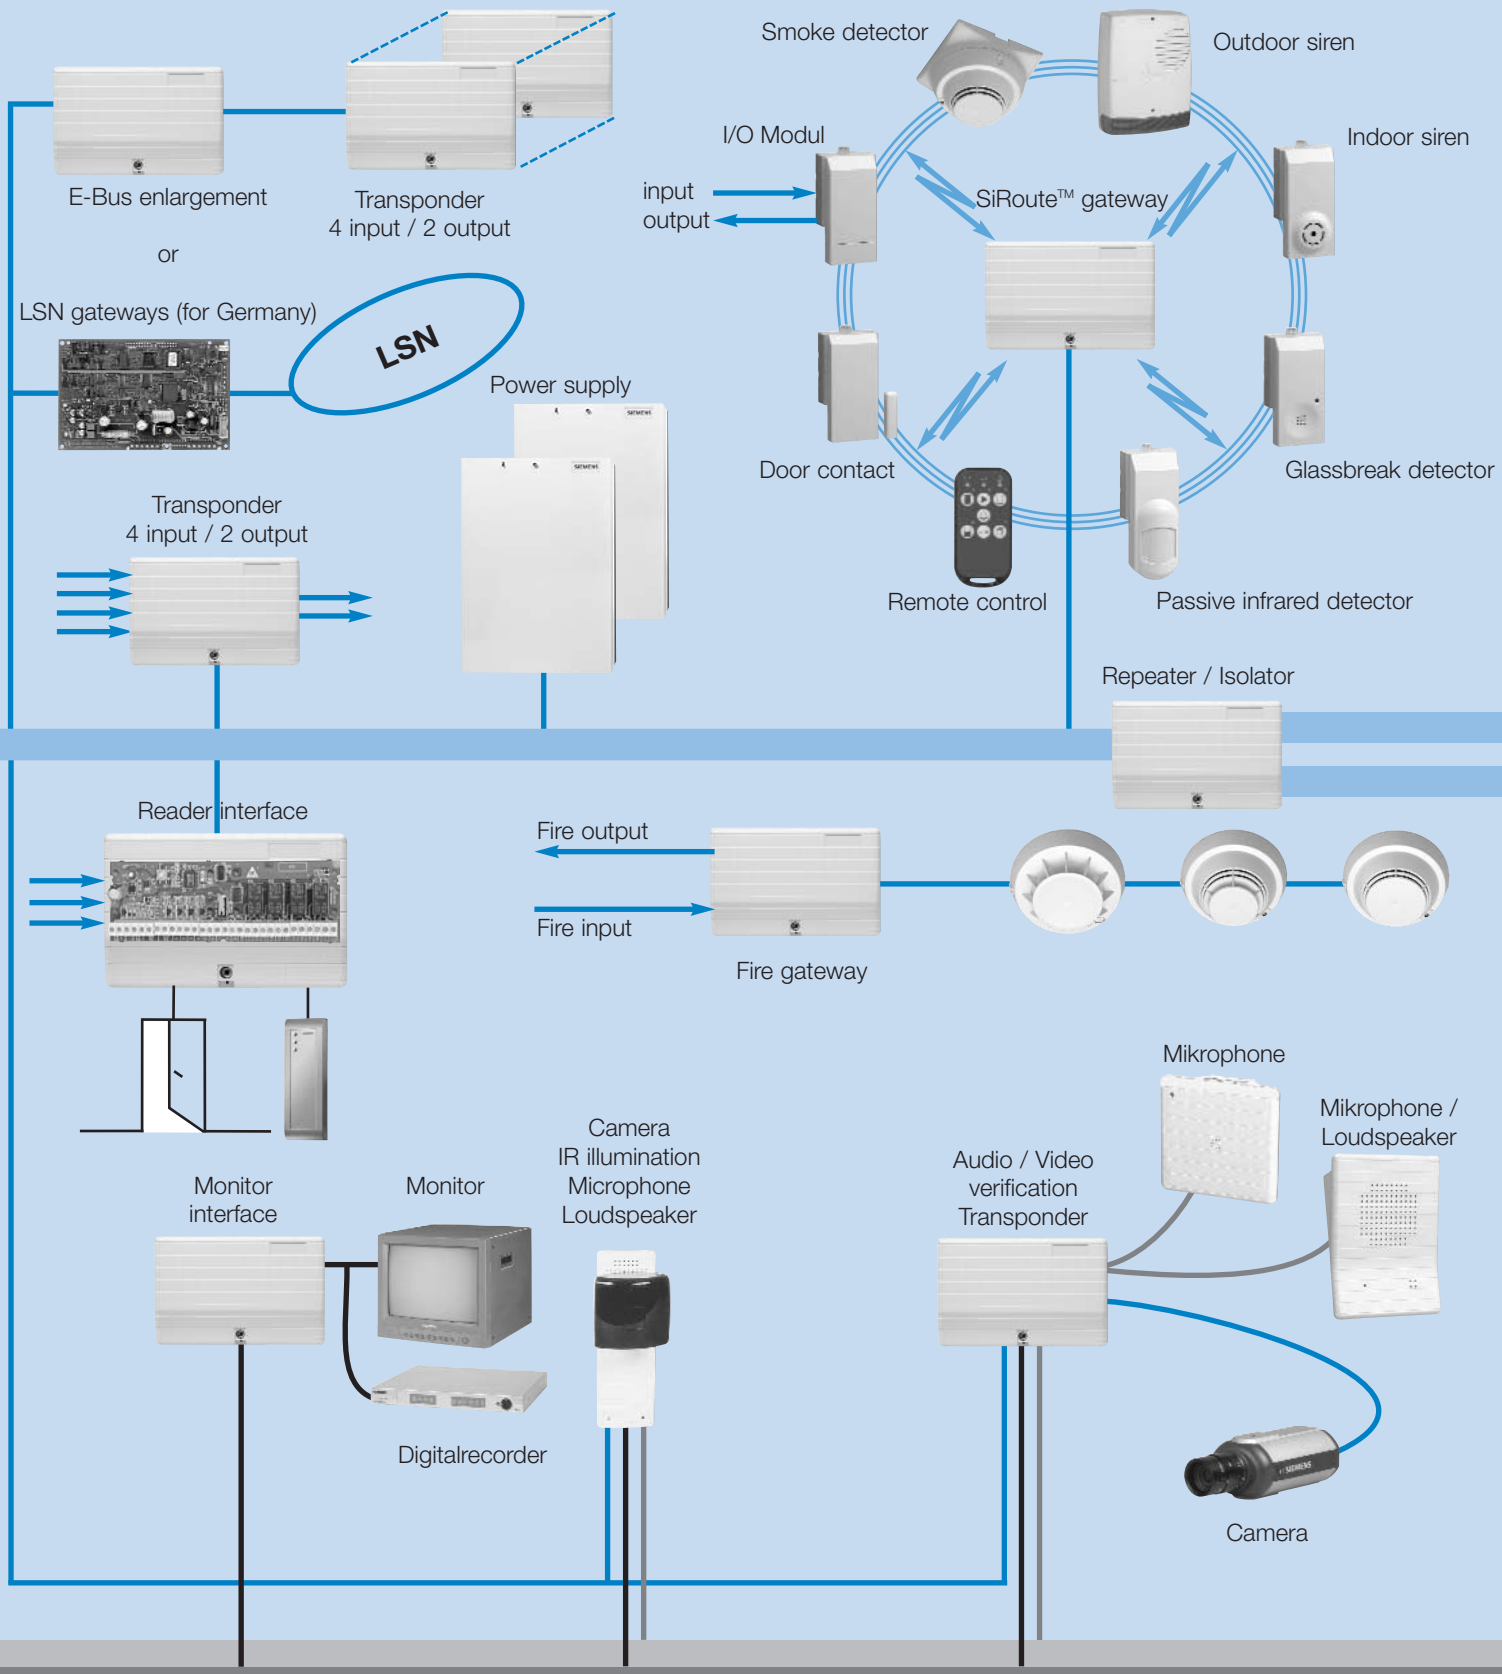 Smoke detector
Outdoor siren
I/O Modul
Indoor siren
input
output
SiRoute™ gateway
E-Bus enlargement
Transponder
4 input / 2 output
or
LSN gateways (for Germany)
LSN
Power supply
SIEMENS
SIEMENS
Door contact
Glassbreak detector
Remote control
Passive infrared detector
Transponder
4 input / 2 output
Repeater / Isolator
Reader interface
Fire output
Fire input
Fire gateway
Mikrophone
Mikrophone /
Loudspeaker
Camera
IR illumination
Microphone
Loudspeaker
Audio / Video
verification
Transponder
Monitor
interface
Monitor
Digitalrecorder
SIEMENS
Camera